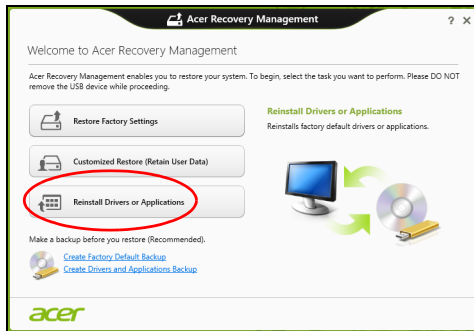 Acer Recovery Management
? X
Welcome to Acer Recovery Management
Acer Recovery Management enables you to restore your system. To begin, select the task you want to perform. Please DO NOT
remove the USB device while proceeding.
Restore Factory Settings
Customized Restore (Retain User Data)
Reinstall Drivers or Applications
Reinstall Drivers or Applications
Reinstalls factory default drivers or applications.
Make a backup before you restore (Recommended).
Create Factory Default Backup
Create Drivers and Applications Backup
acer